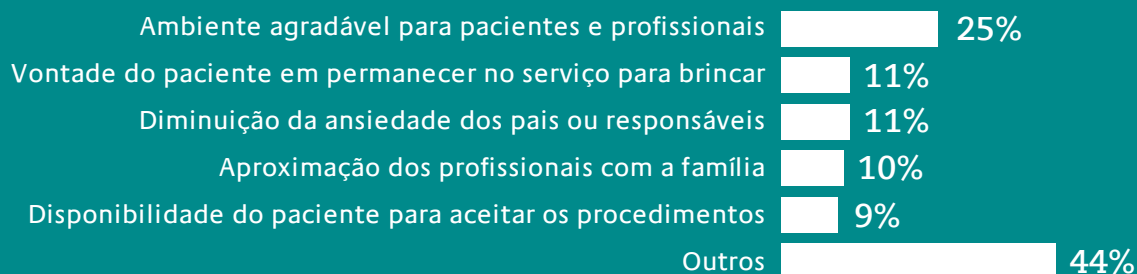 Ambiente agradável para pacientes e profissionais 25%
Vontade do paciente em permanecer no serviço para brincar 11%
Diminuição da ansiedade dos pais ou responsáveis 11%
Aproximação dos profissionais com a família 10%
Disponibilidade do paciente para aceitar os procedimentos 9%
Outros 44%